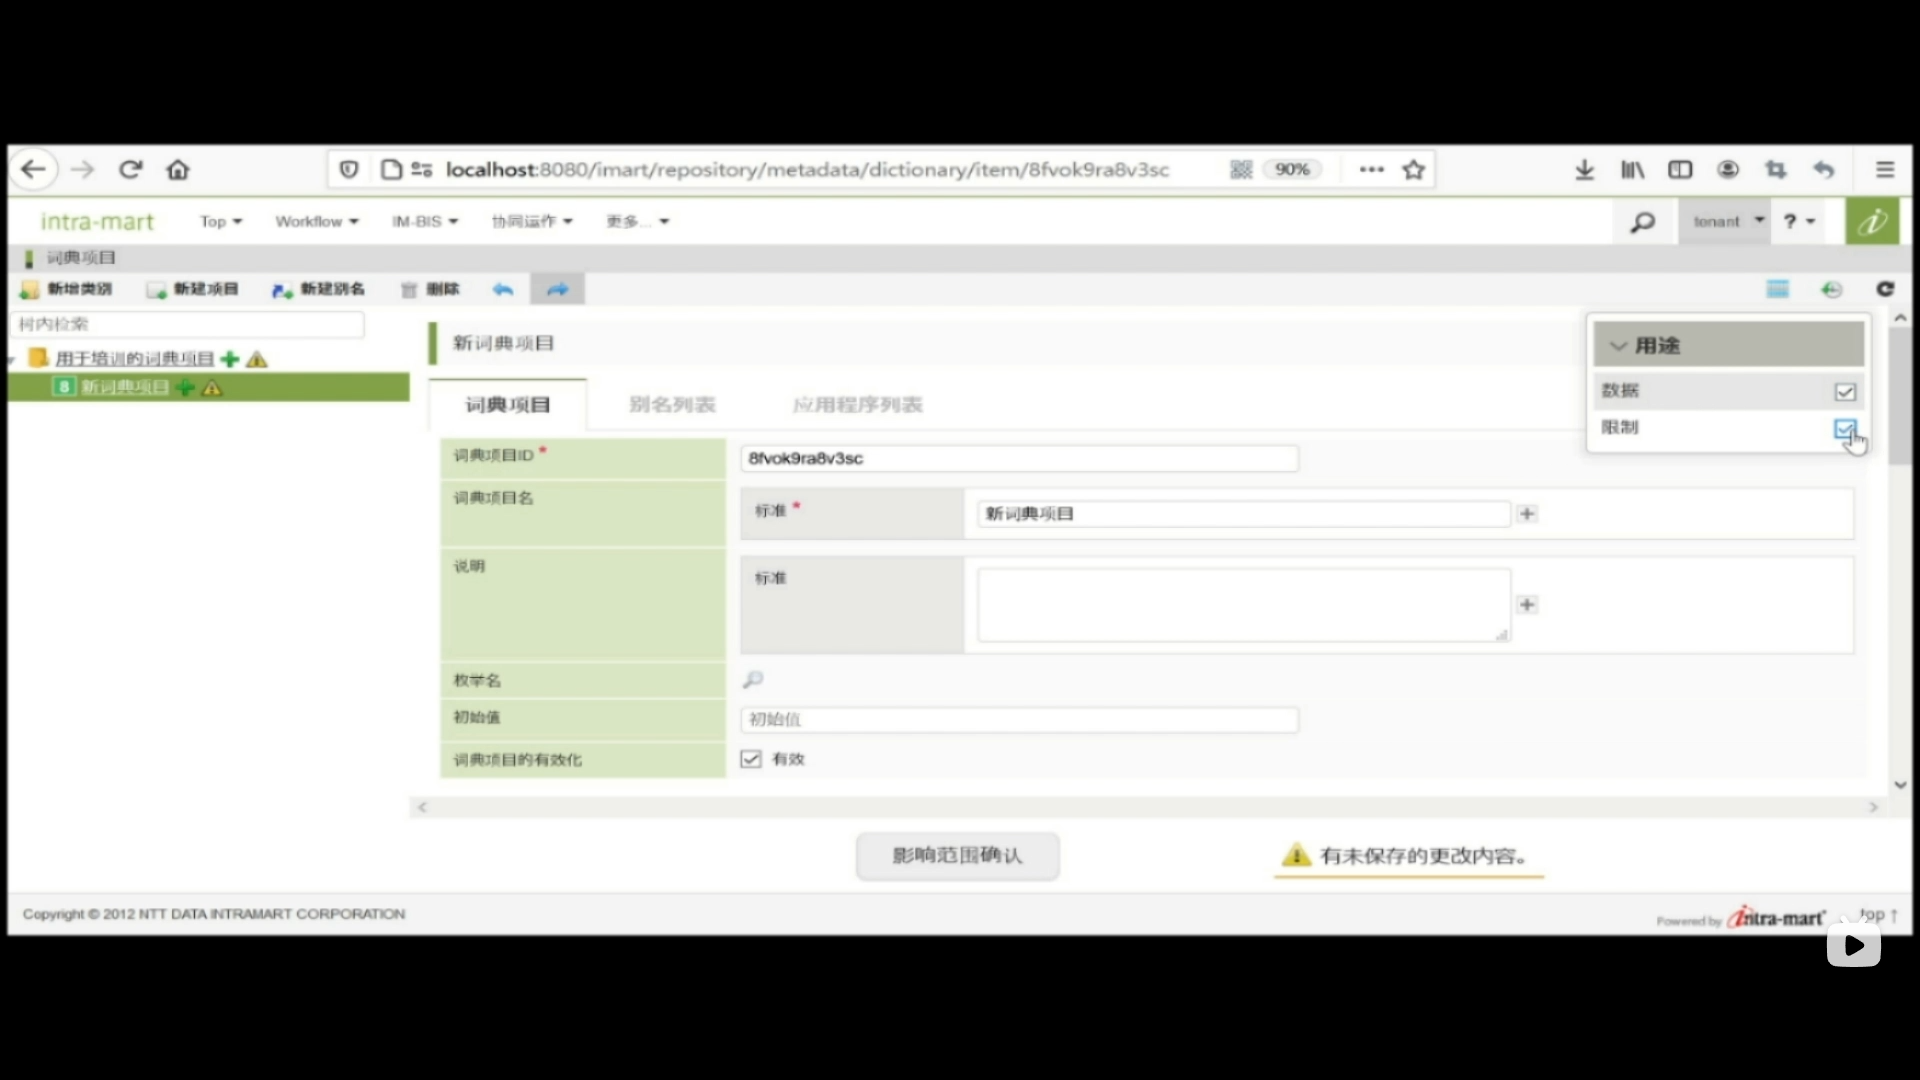 localhost:8080/imart/repository/metadata/dictionary/item/8fvok9ra8v3sc 90%
intra-mart Top Workflow IM-BIS 协同运作 更多... tenant ?
词典项目
新增类别 新建项目 新建别名 删除
树内检索
用于培训的词典项目
8 新词典项目
新词典项目
用途
数据
限制
词典项目 别名列表 应用程序列表
词典项目ID * 8fvok9ra8v3sc
词典项目名 标准 * 新词典项目
说明 标准
枚举名
初始值 初始值
词典项目的有效化 有效
影响范围确认 有未保存的更改内容。
Copyright © 2012 NTT DATA INTRAMART CORPORATION Powered by intra-mart Top ↑